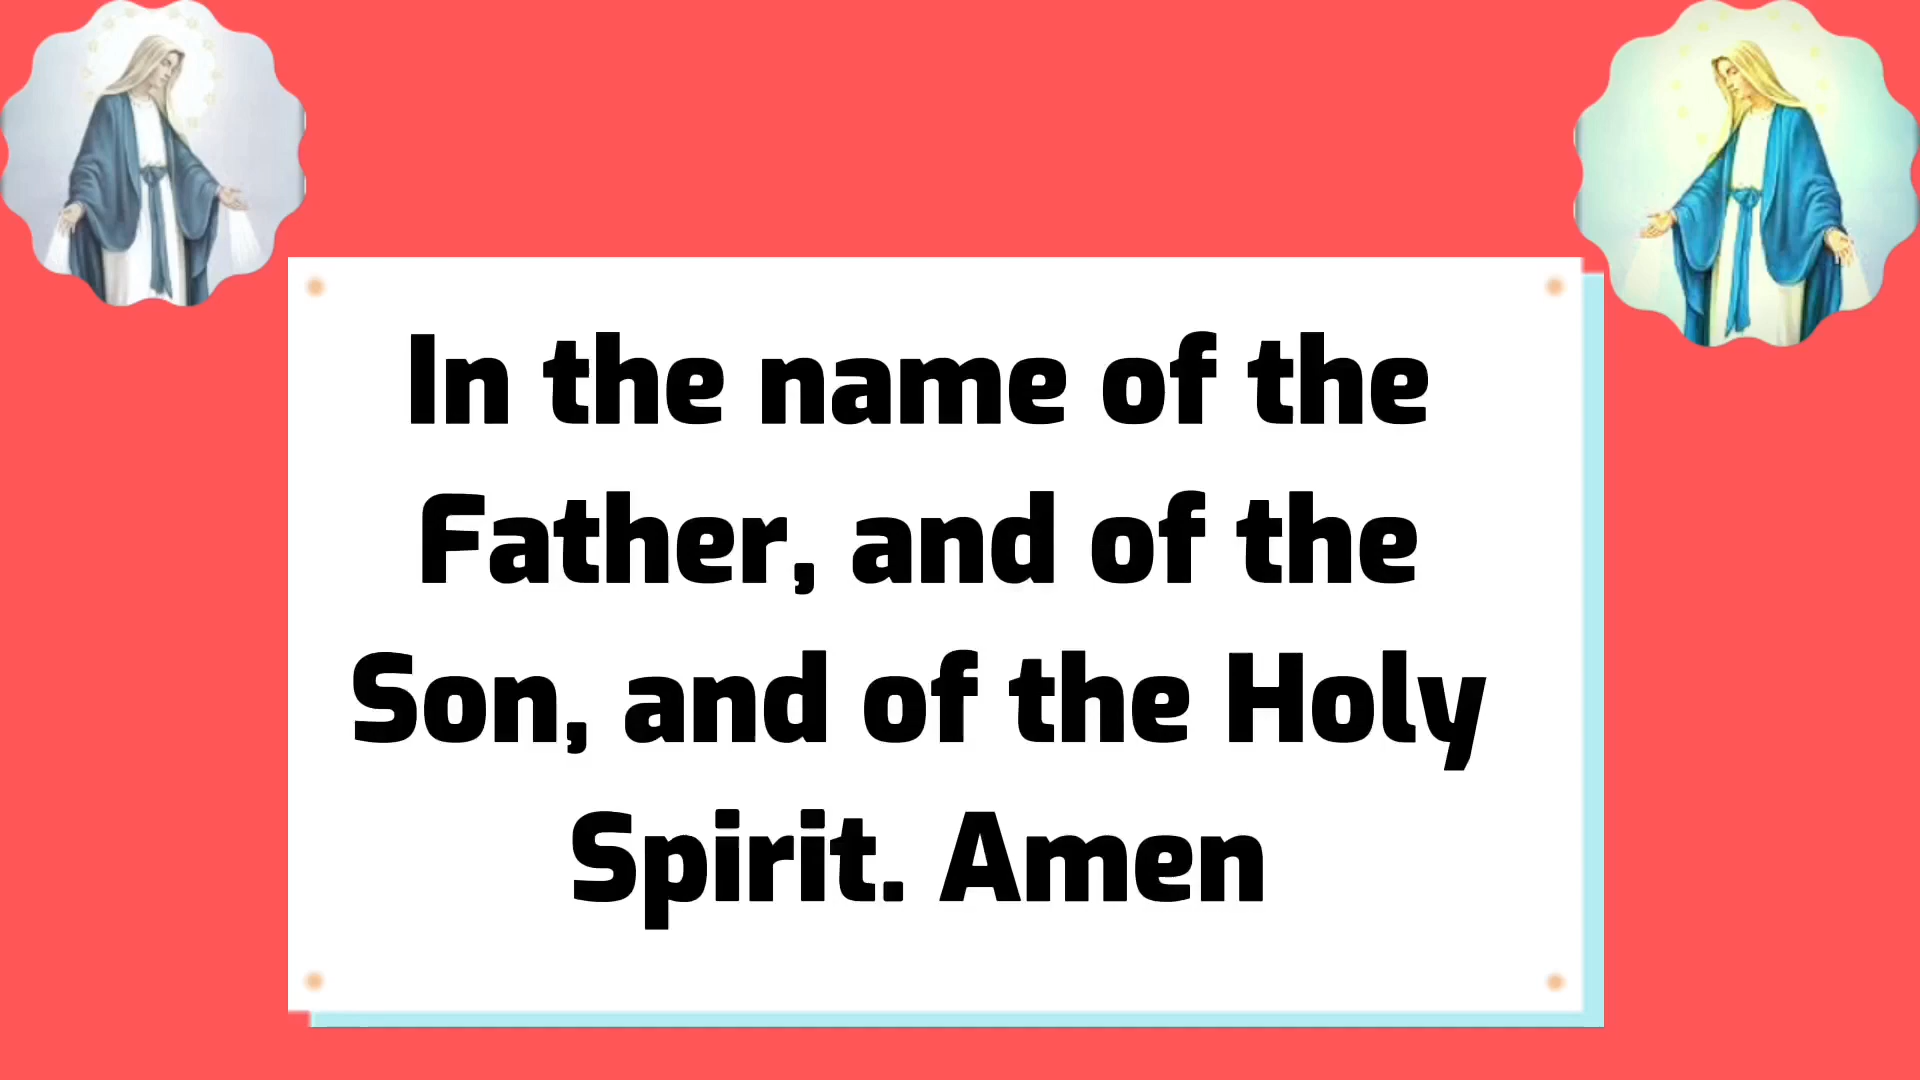 In the name of the
Father, and of the
Son, and of the Holy
Spirit. Amen